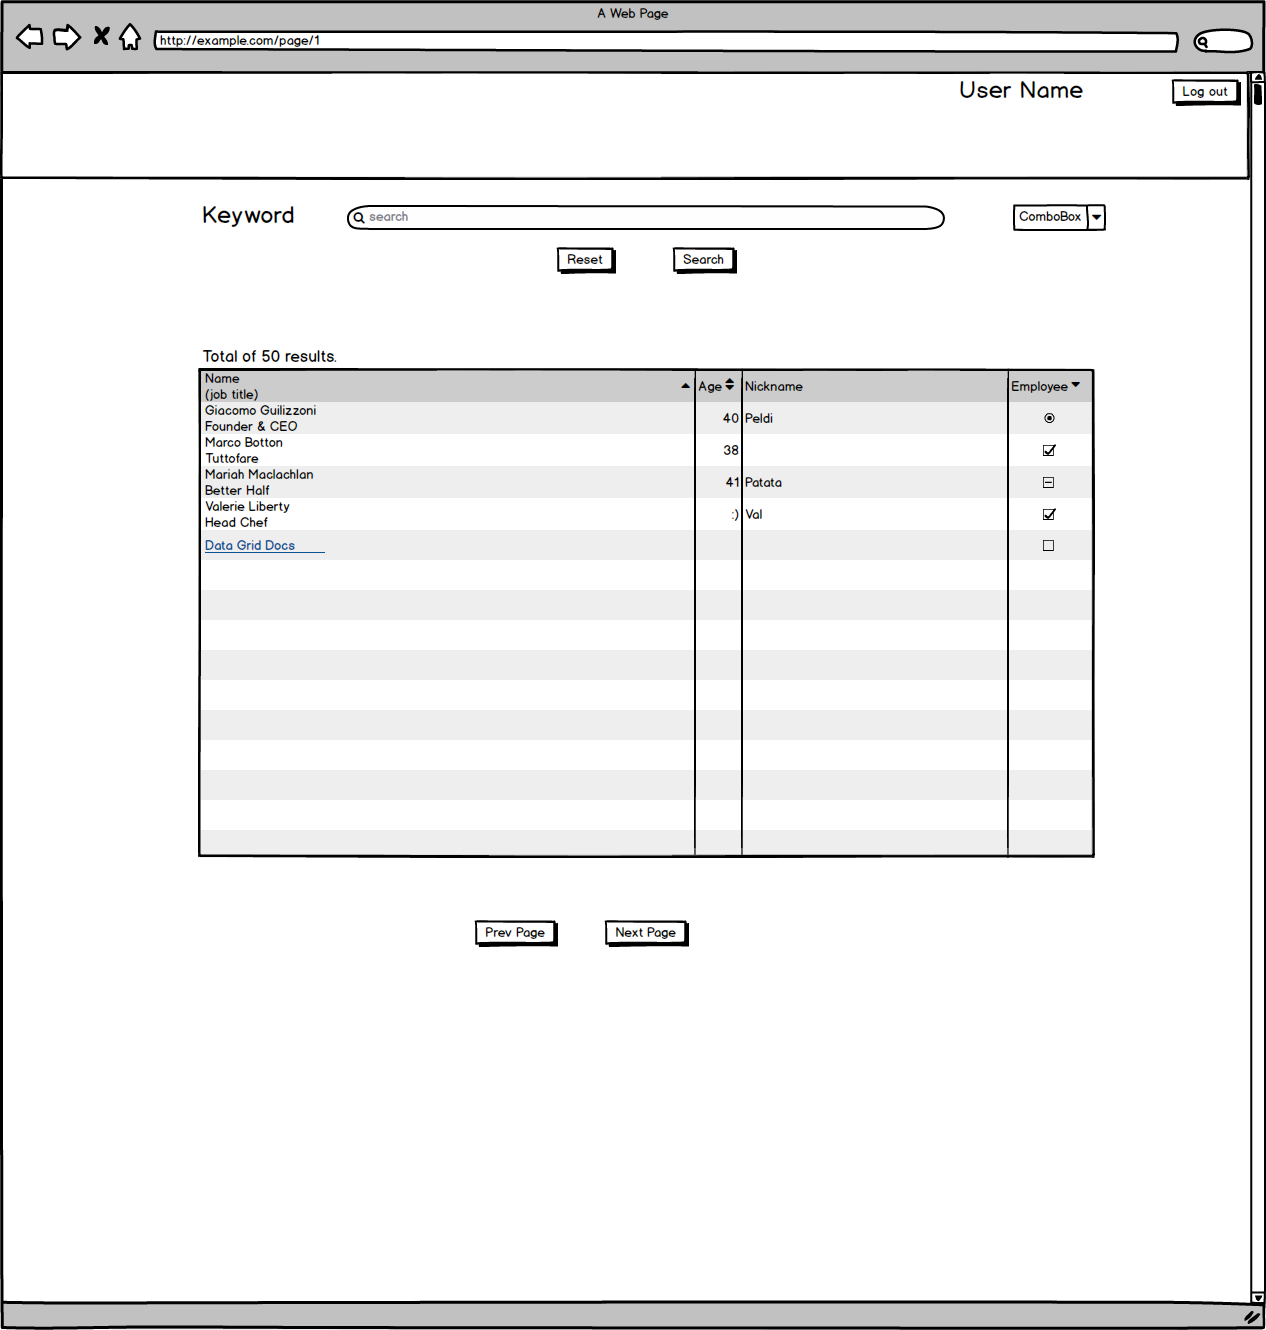 A Web Page
http://example.com/page/1
User Name
Log out
Keyword
search
ComboBox
Reset
Search
Total of 50 results.
Name
(job title)
Age
Nickname
Employee
Giacomo Guilizzoni
Founder & CEO
40
Peldi
Marco Botton
Tuttofare
38
Mariah Maclachlan
Better Half
41
Patata
Valerie Liberty
Head Chef
:)
Val
Data Grid Docs
Prev Page
Next Page